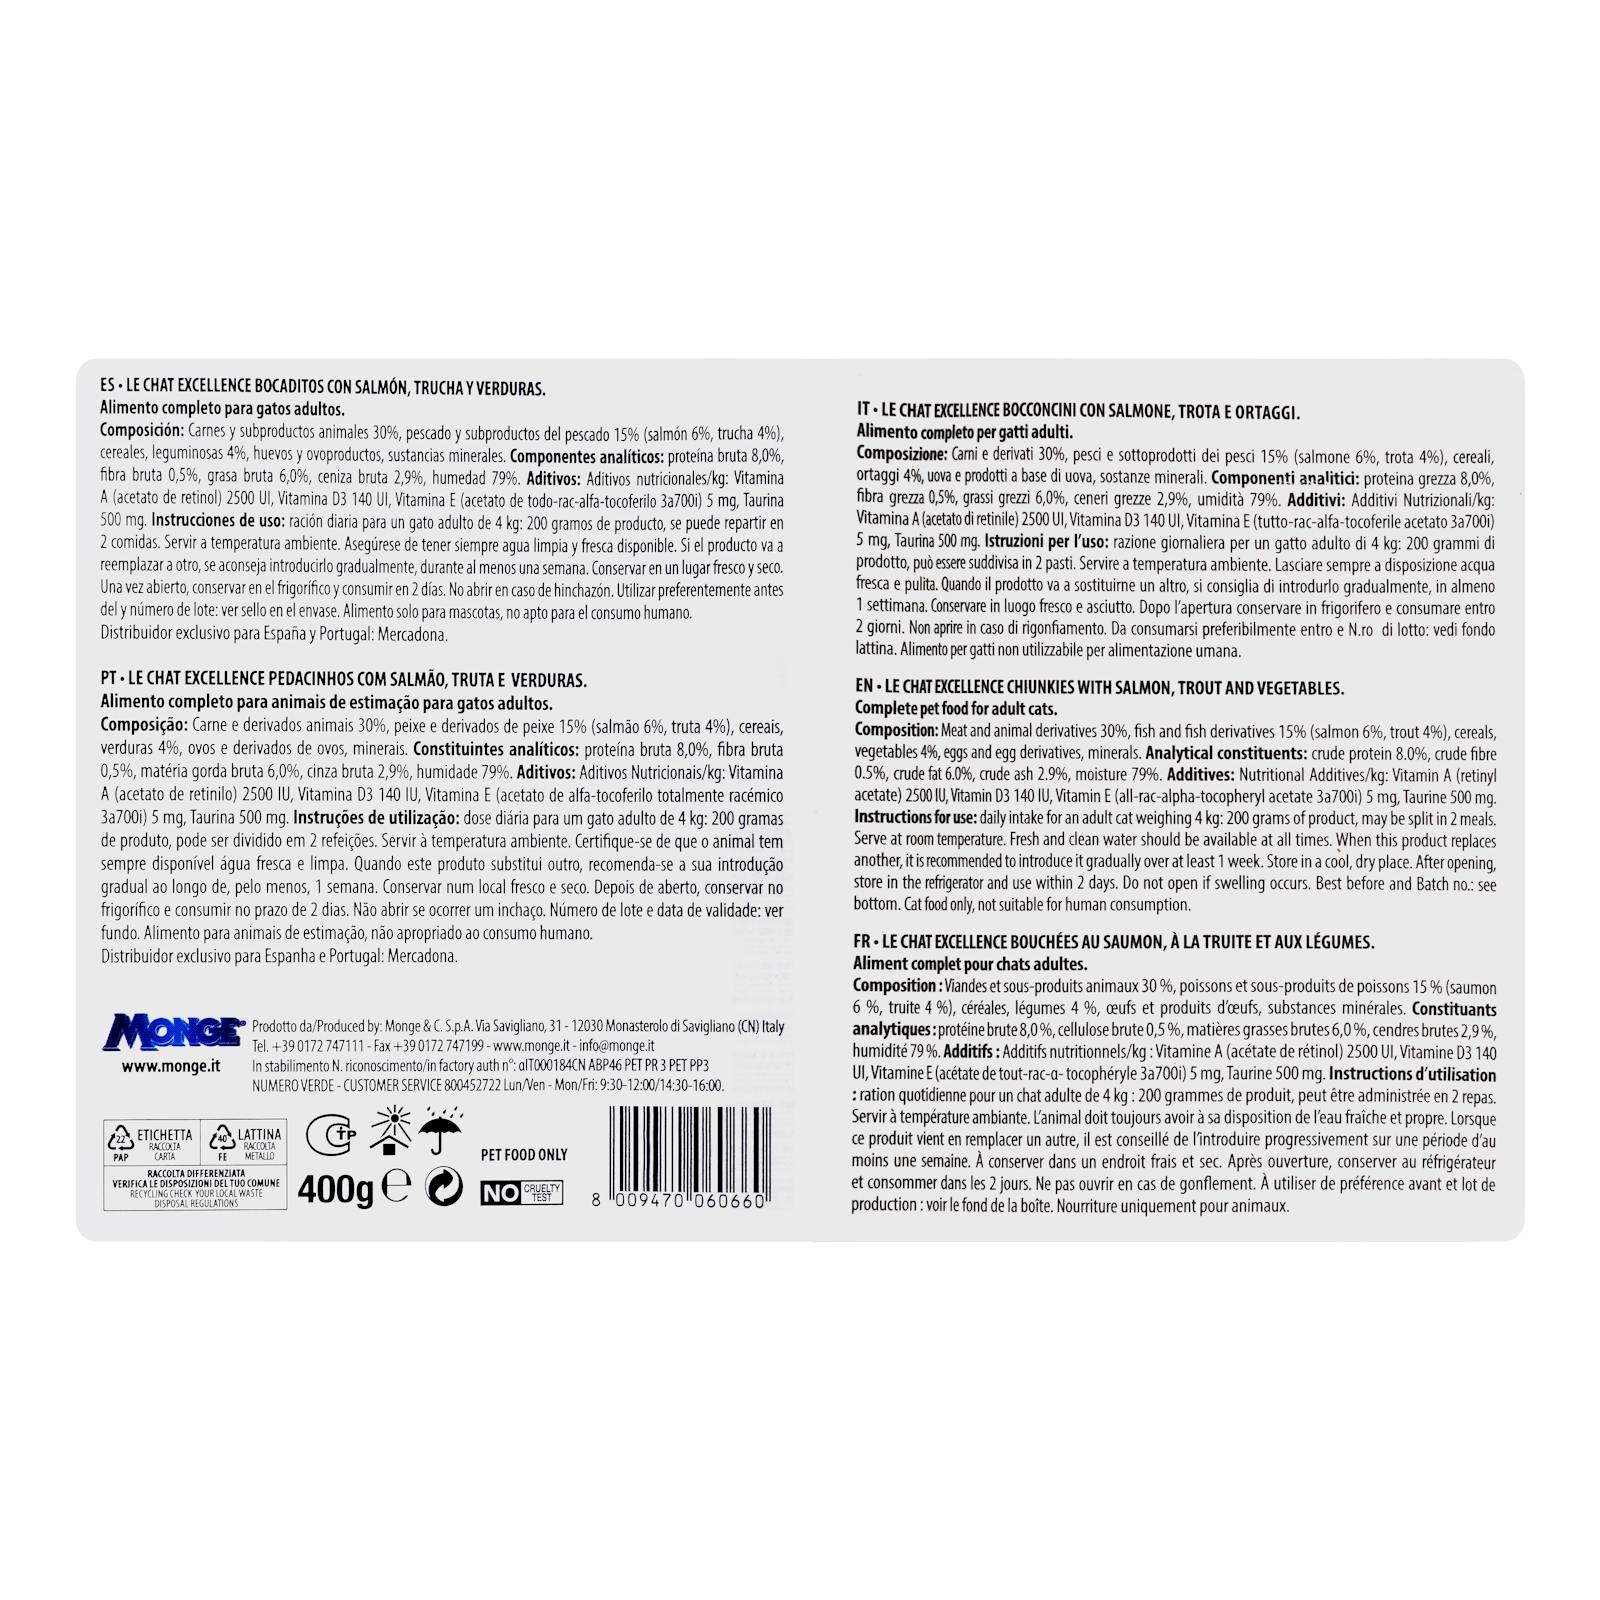 ES • LE CHAT EXCELLENCE BOCADITOS CON SALMÓN, TRUCHA Y VERDURAS.
Alimento completo para gatos adultos.
Composición: Carnes y subproductos animales 30%, pescado y subproductos del pescado 15% (salmón 6%, trucha 4%),
cereales, leguminosas 4%, huevos y ovoproductos, sustancias minerales. Componentes analíticos: proteína bruta 8,0%,
fibra bruta 0,5%, grasa bruta 6,0%, ceniza bruta 2,9%, humedad 79%. Aditivos: Aditivos nutricionales/kg: Vitamina
A (acetato de retinol) 2500 UI, Vitamina D3 140 UI, Vitamina E (acetato de todo-rac-alfa-tocoferilo 3a700i) 5 mg, Taurina
500 mg. Instrucciones de uso: ración diaria para un gato adulto de 4 kg: 200 gramos de producto, se puede repartir en
2 comidas. Servir a temperatura ambiente. Asegúrese de tener siempre agua limpia y fresca disponible. Si el producto va a
reemplazar a otro, se aconseja introducirlo gradualmente, durante al menos una semana. Conservar en un lugar fresco y seco.
Una vez abierto, conservar en el frigorífico y consumir en 2 días. No abrir en caso de hinchazón. Utilizar preferentemente antes
del y número de lote: ver sello en el envase. Alimento solo para mascotas, no apto para el consumo humano.
Distribuidor exclusivo para España y Portugal: Mercadona.
PT • LE CHAT EXCELLENCE PEDACINHOS COM SALMÃO, TRUTA E VERDURAS.
Alimento completo para animais de estimação para gatos adultos.
Composição: Carne e derivados animais 30%, peixe e derivados de peixe 15% (salmão 6%, truta 4%), cereais,
verduras 4%, ovos e derivados de ovos, minerais. Constituintes analíticos: proteína bruta 8,0%, fibra bruta
0,5%, matéria gorda bruta 6,0%, cinza bruta 2,9%, humidade 79%. Aditivos: Aditivos Nutricionais/kg: Vitamina
A (acetato de retinilo) 2500 IU, Vitamina D3 140 IU, Vitamina E (acetato de alfa-tocoferilo totalmente racémico
3a700i) 5 mg, Taurina 500 mg. Instruções de utilização: dose diária para um gato adulto de 4 kg: 200 gramas
de produto, pode ser dividido em 2 refeições. Servir à temperatura ambiente. Certifique-se de que o animal tem
sempre disponível água fresca e limpa. Quando este produto substitui outro, recomenda-se a sua introdução
gradual ao longo de, pelo menos, 1 semana. Conservar num local fresco e seco. Depois de aberto, conservar no
frigorífico e consumir no prazo de 2 dias. Não abrir se ocorrer um inchaço. Número de lote e data de validade: ver
fundo. Alimento para animais de estimação, não apropriado ao consumo humano.
Distribuidor exclusivo para Espanha e Portugal: Mercadona.
MONGE®
www.monge.it
Prodotto da/Produced by: Monge & C. S.p.A. Via Savigliano, 31 - 12030 Monasterolo di Savigliano (CN) Italy
Tel. +39 0172 747111 - Fax +39 0172 747199 - www.monge.it - info@monge.it
In stabilimento N. riconoscimento/in factory auth n°: αIT000184CN ABP46 PET PR 3 PET PP3
NUMERO VERDE - CUSTOMER SERVICE 800452722 Lun/Ven - Mon/Fri: 9:30-12:00/14:30-16:00.
22 PAP ETICHETTA RACCOLTA CARTA
40 FE LATTINA RACCOLTA METALLO
RACCOLTA DIFFERENZIATA
VERIFICA LE DISPOSIZIONI DEL TUO COMUNE
RECYCLING CHECK YOUR LOCAL WASTE
DISPOSAL REGULATIONS
400g e
PET FOOD ONLY
NO CRUELTY TEST
8 009470 060660
IT • LE CHAT EXCELLENCE BOCCONCINI CON SALMONE, TROTA E ORTAGGI.
Alimento completo per gatti adulti.
Composizione: Carni e derivati 30%, pesci e sottoprodotti dei pesci 15% (salmone 6%, trota 4%), cereali,
ortaggi 4%, uova e prodotti a base di uova, sostanze minerali. Componenti analitici: proteina grezza 8,0%,
fibra grezza 0,5%, grassi grezzi 6,0%, ceneri grezze 2,9%, umidità 79%. Additivi: Additivi Nutrizionali/kg:
Vitamina A (acetato di retinile) 2500 UI, Vitamina D3 140 UI, Vitamina E (tutto-rac-alfa-tocoferile acetato 3a700i)
5 mg, Taurina 500 mg. Istruzioni per l'uso: razione giornaliera per un gatto adulto di 4 kg: 200 grammi di
prodotto, può essere suddivisa in 2 pasti. Servire a temperatura ambiente. Lasciare sempre a disposizione acqua
fresca e pulita. Quando il prodotto va a sostituirne un altro, si consiglia di introdurlo gradualmente, in almeno
1 settimana. Conservare in luogo fresco e asciutto. Dopo l'apertura conservare in frigorifero e consumare entro
2 giorni. Non aprire in caso di rigonfiamento. Da consumarsi preferibilmente entro e N.ro di lotto: vedi fondo
lattina. Alimento per gatti non utilizzabile per alimentazione umana.
EN • LE CHAT EXCELLENCE CHIUNKIES WITH SALMON, TROUT AND VEGETABLES.
Complete pet food for adult cats.
Composition: Meat and animal derivatives 30%, fish and fish derivatives 15% (salmon 6%, trout 4%), cereals,
vegetables 4%, eggs and egg derivatives, minerals. Analytical constituents: crude protein 8.0%, crude fibre
0.5%, crude fat 6.0%, crude ash 2.9%, moisture 79%. Additives: Nutritional Additives/kg: Vitamin A (retinyl
acetate) 2500 IU, Vitamin D3 140 IU, Vitamin E (all-rac-alpha-tocopheryl acetate 3a700i) 5 mg, Taurine 500 mg.
Instructions for use: daily intake for an adult cat weighing 4 kg: 200 grams of product, may be split in 2 meals.
Serve at room temperature. Fresh and clean water should be available at all times. When this product replaces
another, it is recommended to introduce it gradually over at least 1 week. Store in a cool, dry place. After opening,
store in the refrigerator and use within 2 days. Do not open if swelling occurs. Best before and Batch no.: see
bottom. Cat food only, not suitable for human consumption.
FR • LE CHAT EXCELLENCE BOUCHÉES AU SAUMON, À LA TRUITE ET AUX LÉGUMES.
Aliment complet pour chats adultes.
Composition : Viandes et sous-produits animaux 30 %, poissons et sous-produits de poissons 15 % (saumon
6 %, truite 4 %), céréales, légumes 4 %, œufs et produits d'œufs, substances minérales. Constituants
analytiques : protéine brute 8,0 %, cellulose brute 0,5 %, matières grasses brutes 6,0 %, cendres brutes 2,9 %,
humidité 79 %. Additifs : Additifs nutritionnels/kg : Vitamine A (acétate de rétinol) 2500 UI, Vitamine D3 140
UI, Vitamine E (acétate de tout-rac-α- tocophéryle 3a700i) 5 mg, Taurine 500 mg. Instructions d'utilisation
: ration quotidienne pour un chat adulte de 4 kg : 200 grammes de produit, peut être administrée en 2 repas.
Servir à température ambiante. L'animal doit toujours avoir à sa disposition de l'eau fraîche et propre. Lorsque
ce produit vient en remplacer un autre, il est conseillé de l'introduire progressivement sur une période d'au
moins une semaine. À conserver dans un endroit frais et sec. Après ouverture, conserver au réfrigérateur
et consommer dans les 2 jours. Ne pas ouvrir en cas de gonflement. À utiliser de préférence avant et lot de
production : voir le fond de la boîte. Nourriture uniquement pour animaux.